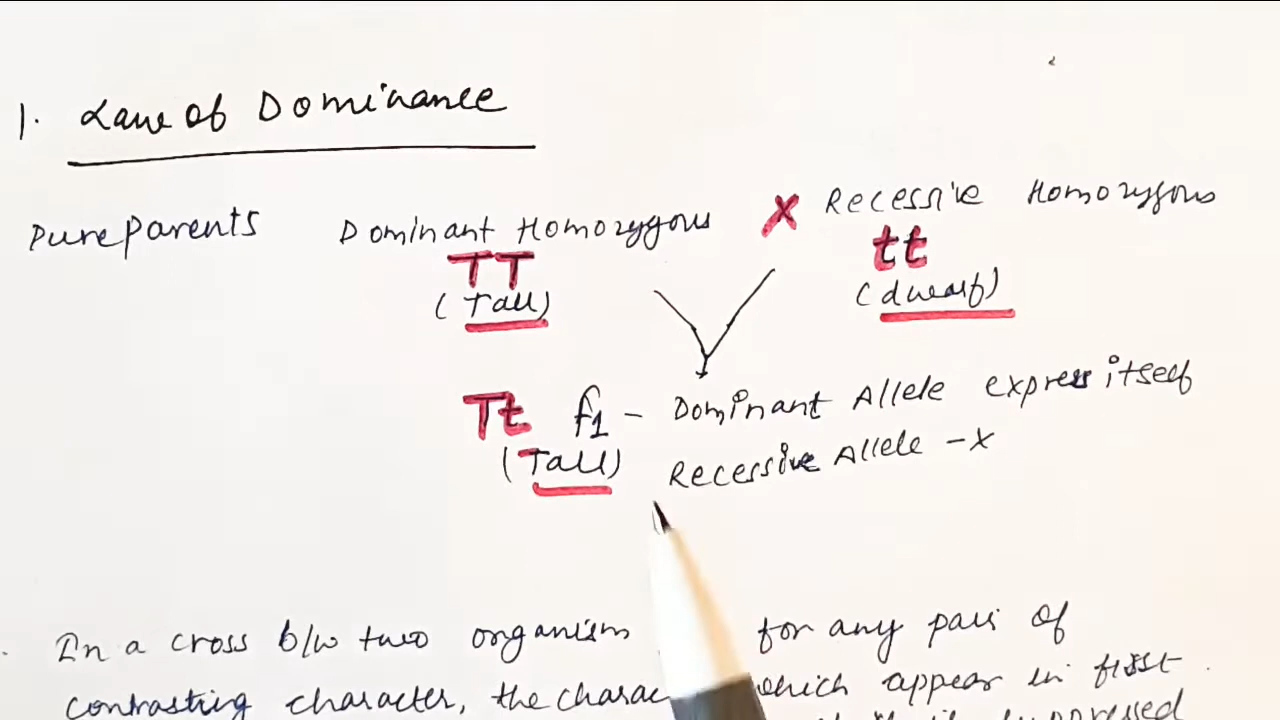 1. Law of Dominance
Pure Parents Dominant Homozygous X Recessive Homozygous
TT tt
(Tall) (dwarf)
Tt f1 - Dominant Allele express itself
(Tall) Recessive Allele - X
In a cross b/w two organism for any pair of
contrasting character, the charac which appear in first